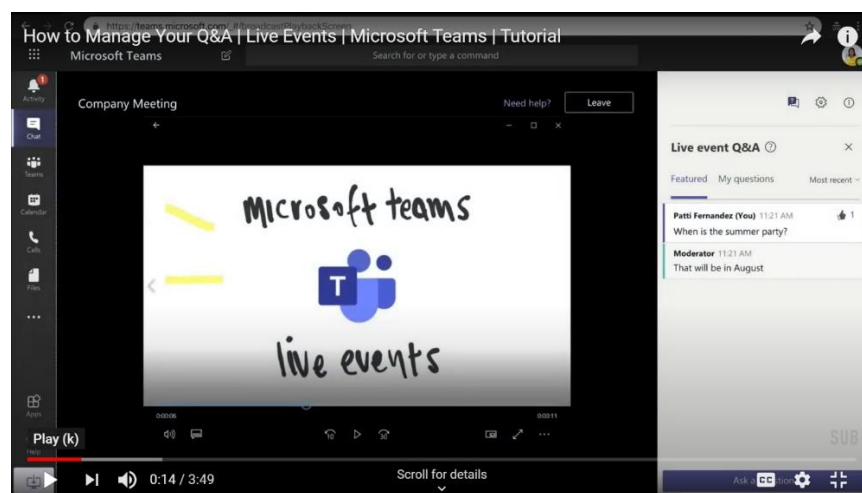 https://teams.microsoft.com/_#/broadcastPlaybackScreen
How to Manage Your Q&A | Live Events | Microsoft Teams | Tutorial
Microsoft Teams
Search for or type a command
1
Activity
Chat
Teams
Calendar
Calls
Files
Apps
Help
Company Meeting
Need help?
Leave
Microsoft teams
T
live events
0:00:06
0:00:11
10
30
Live event Q&A
Featured
My questions
Most recent
Patti Fernandez (You) 11:21 AM
1
When is the summer party?
Moderator 11:21 AM
That will be in August
Play (k)
SUB
0:14 / 3:49
Scroll for details
Ask a
CC